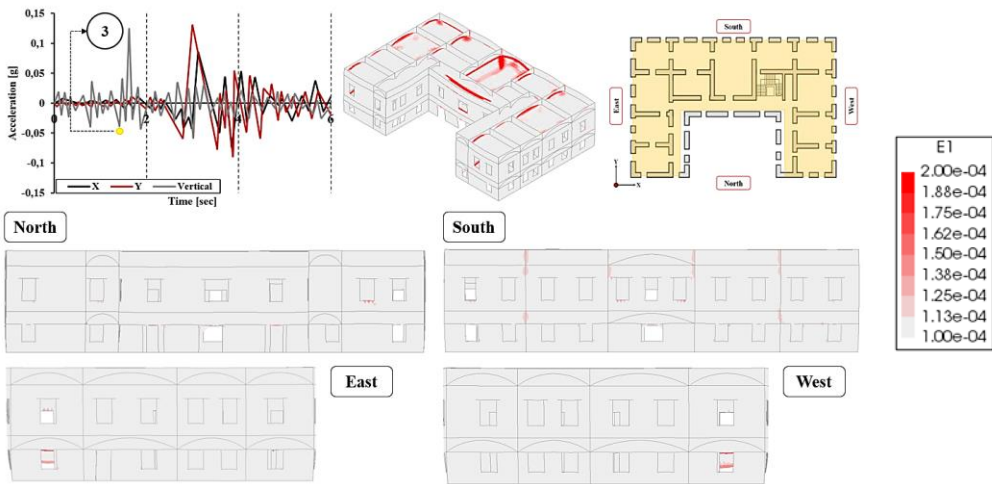 0,15
0,1
0,05
0
-0,05
-0,1
-0,15
Acceleration [g]
3
0
2
4
6
X Y Vertical
Time [sec]
South
East
West
North
Y
X
E1
2.00e-04
1.88e-04
1.75e-04
1.62e-04
1.50e-04
1.38e-04
1.25e-04
1.13e-04
1.00e-04
North
South
East
West